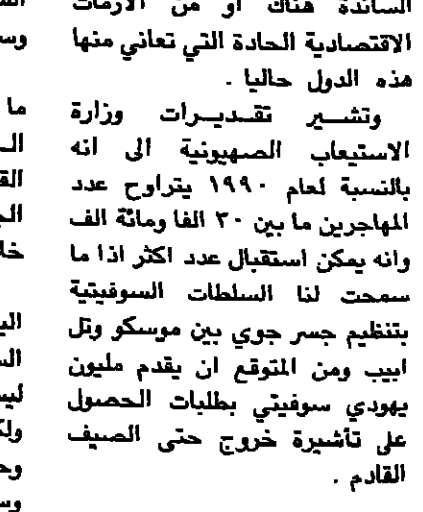 السائدة هناك او من الازمات
الاقتصادية الحادة التي تعاني منها
هذه الدول حاليا .
وتشـــير تقـديـرات وزارة
الاستيعاب الصهيونية الى انه
بالنسبة لعام ١٩٩٠ يتراوح عدد
المهاجرين ما بين ٣٠ الفا ومائة الف
وانه يمكن استقبال عدد اكثر اذا ما
سمحت لنا السلطات السوفيتية
بتنظيم جسر جوي بين موسكو وتل
ابيب ومن المتوقع ان يقدم مليون
يهودي سوفيتي بطلبات الحصول
على تأشيرة خروج حتى الصيف
القادم .